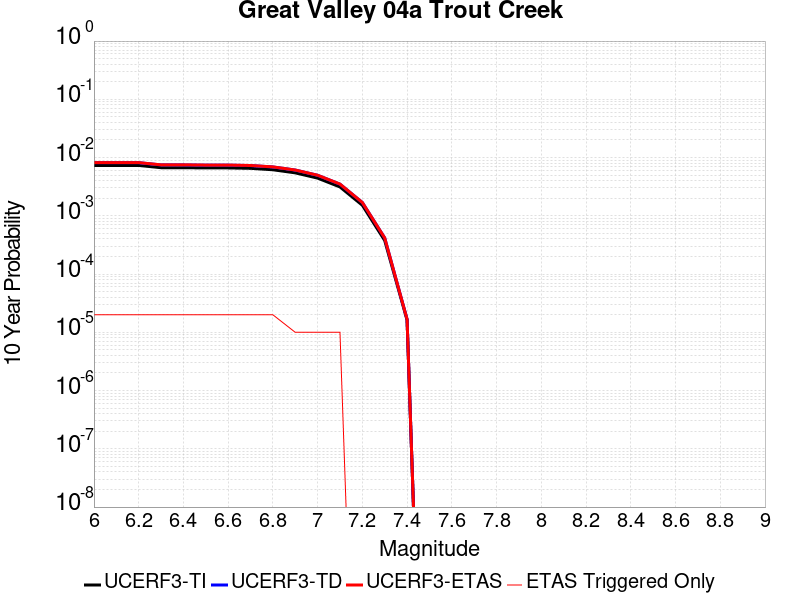 Great Valley 04a Trout Creek
10 0
10 -1
10 -2
10 -3
10 -4
10 -5
10 -6
10 -7
10 -8
10 Year Probability
6 6.2 6.4 6.6 6.8 7 7.2 7.4 7.6 7.8 8 8.2 8.4 8.6 8.8 9
Magnitude
UCERF3-TI UCERF3-TD UCERF3-ETAS ETAS Triggered Only